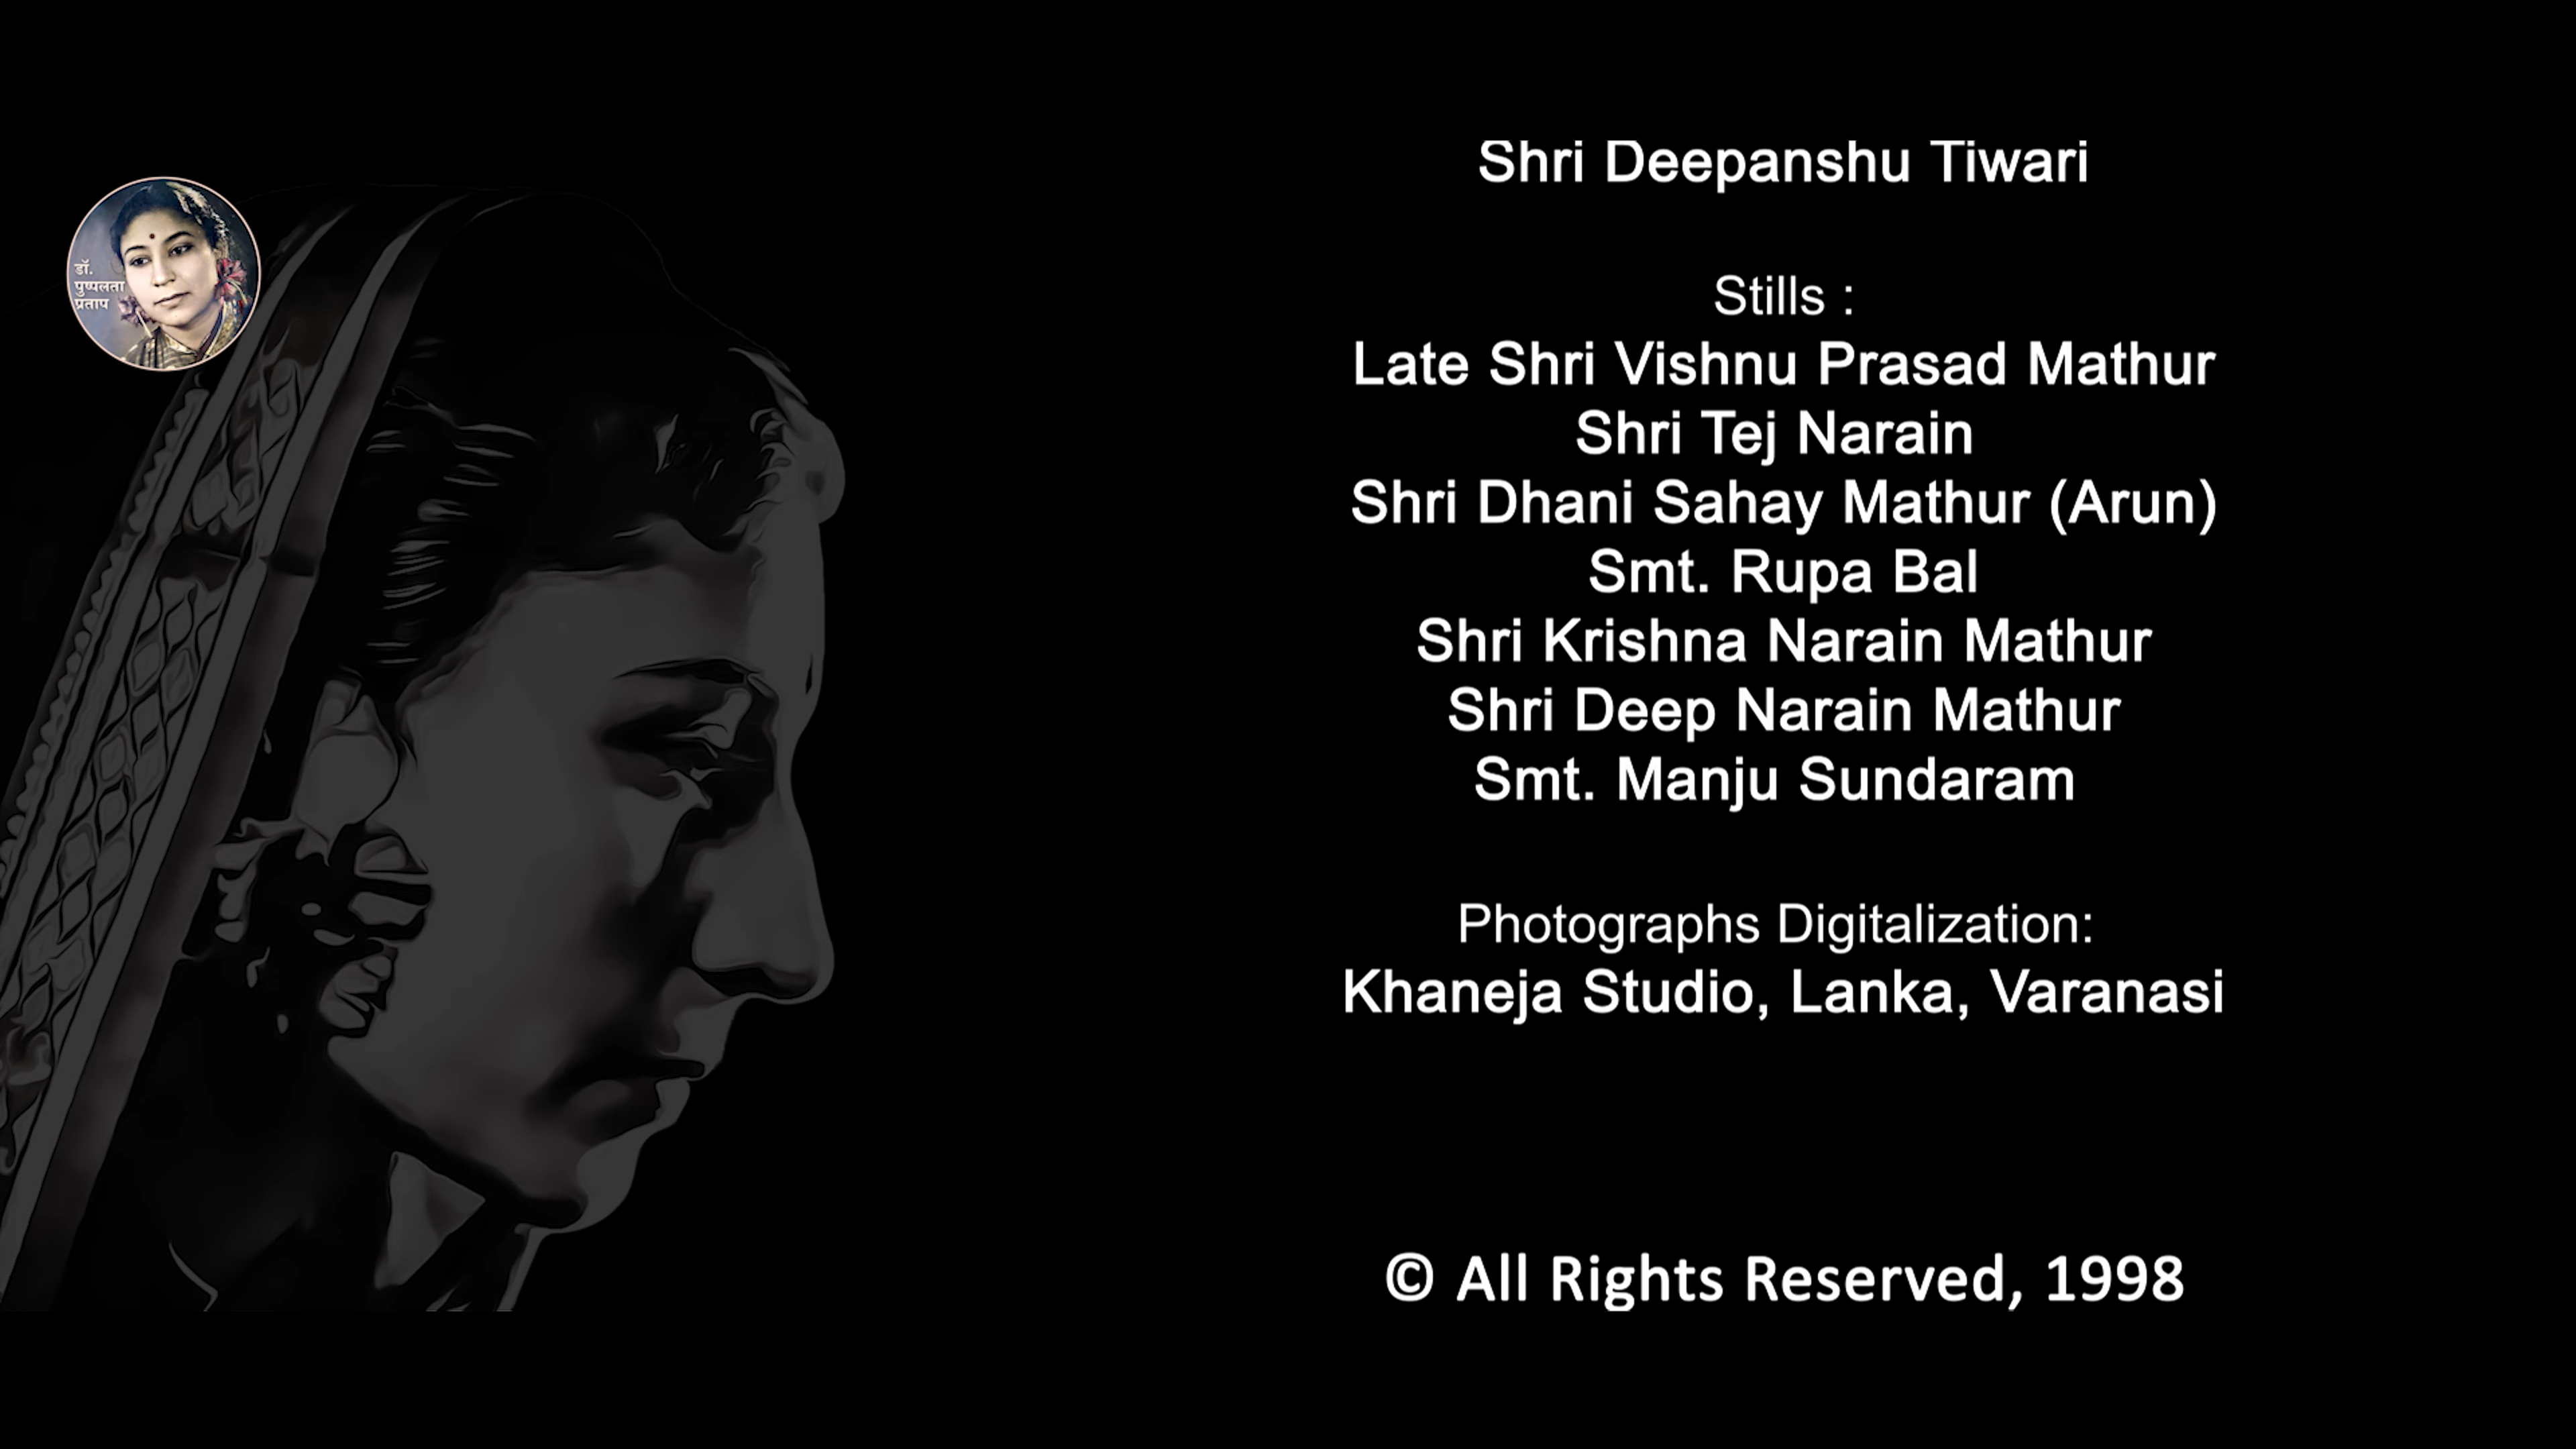 डॉ.
पुष्पलता
प्रताप
Shri Deepanshu Tiwari
Stills :
Late Shri Vishnu Prasad Mathur
Shri Tej Narain
Shri Dhani Sahay Mathur (Arun)
Smt. Rupa Bal
Shri Krishna Narain Mathur
Shri Deep Narain Mathur
Smt. Manju Sundaram
Photographs Digitalization:
Khaneja Studio, Lanka, Varanasi
© All Rights Reserved, 1998